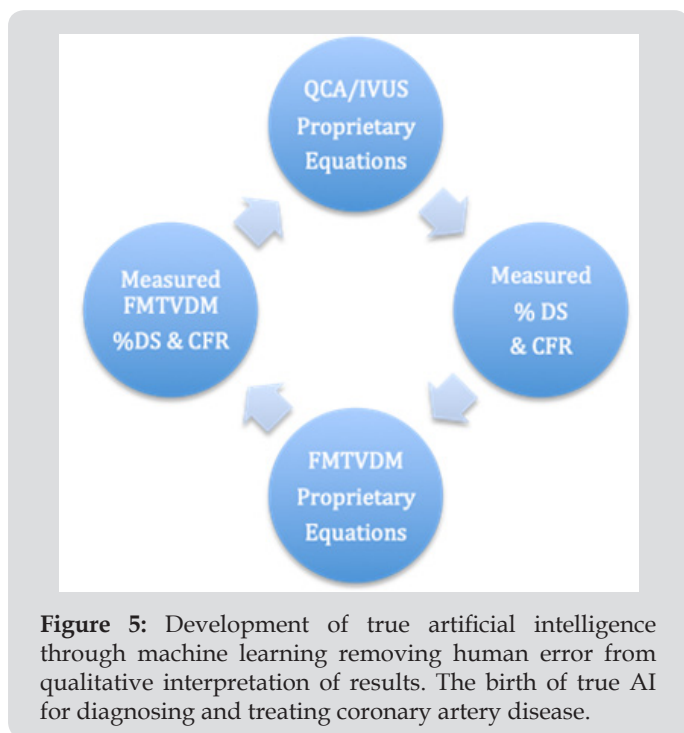 QCA/IVUS
Proprietary
Equations
Measured
FMTVDM
%DS & CFR
Measured
% DS
& CFR
FMTVDM
Proprietary
Equations
Figure 5: Development of true artificial intelligence
through machine learning removing human error from
qualitative interpretation of results. The birth of true AI
for diagnosing and treating coronary artery disease.